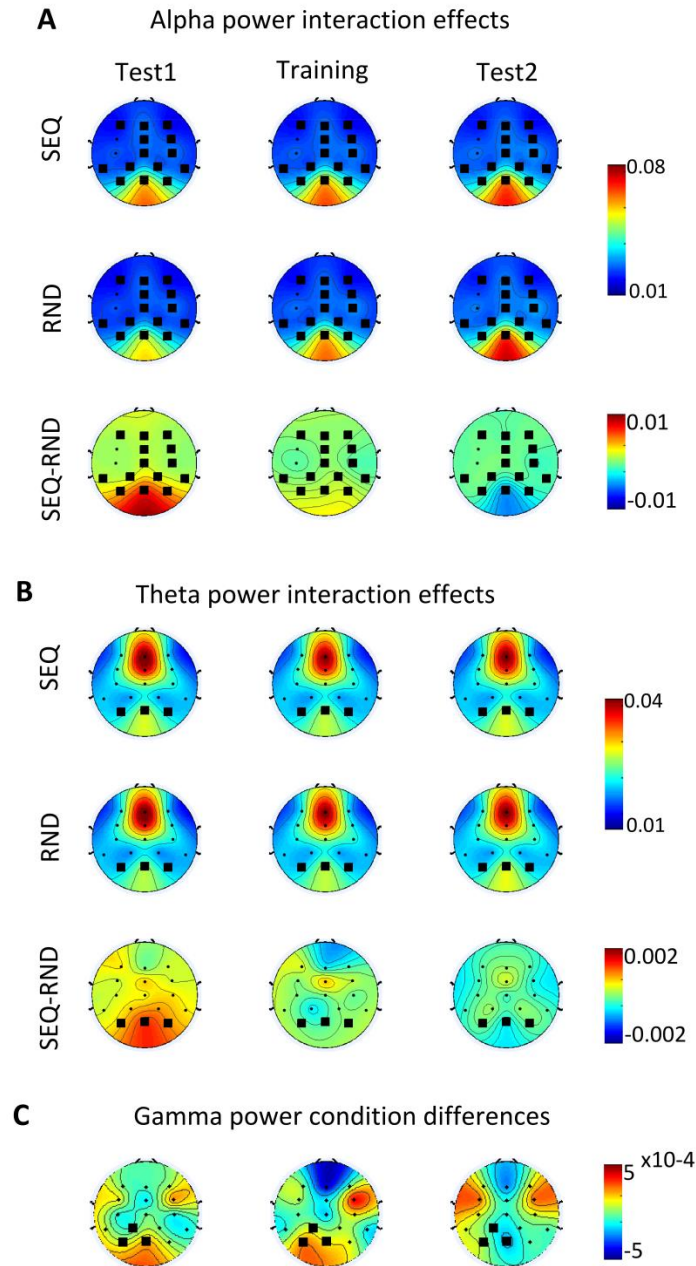 A Alpha power interaction effects
Test1 Training Test2
SEQ
0.08
0.01
RND
SEQ-RND
0.01
-0.01
B Theta power interaction effects
SEQ
0.04
0.01
RND
SEQ-RND
0.002
-0.002
C Gamma power condition differences
5 x10-4
-5